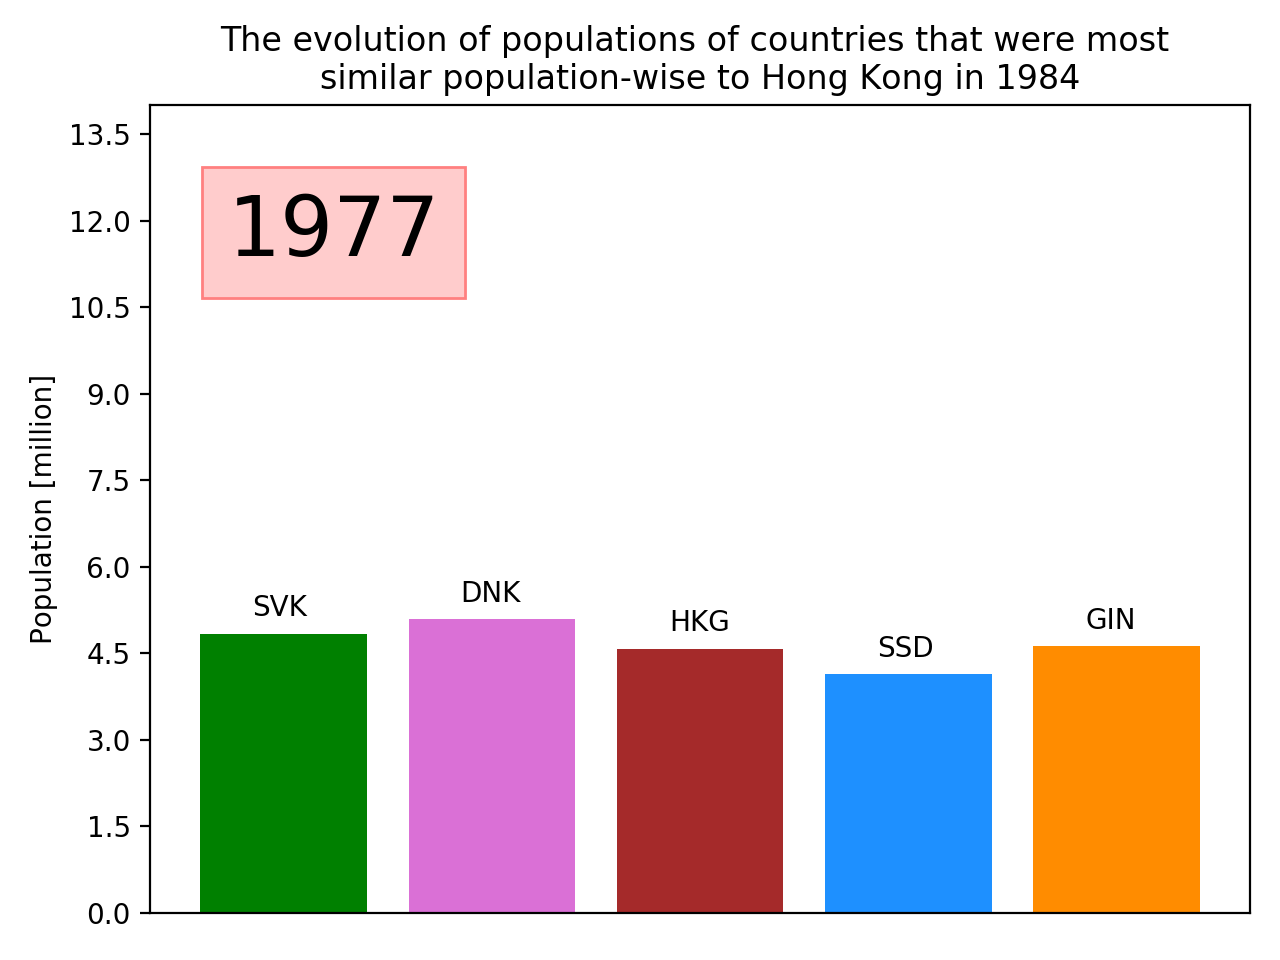 The evolution of populations of countries that were most
similar population-wise to Hong Kong in 1984
13.5
12.0
10.5
9.0
7.5
6.0
4.5
3.0
1.5
0.0
Population [million]
1977
SVK
DNK
HKG
SSD
GIN